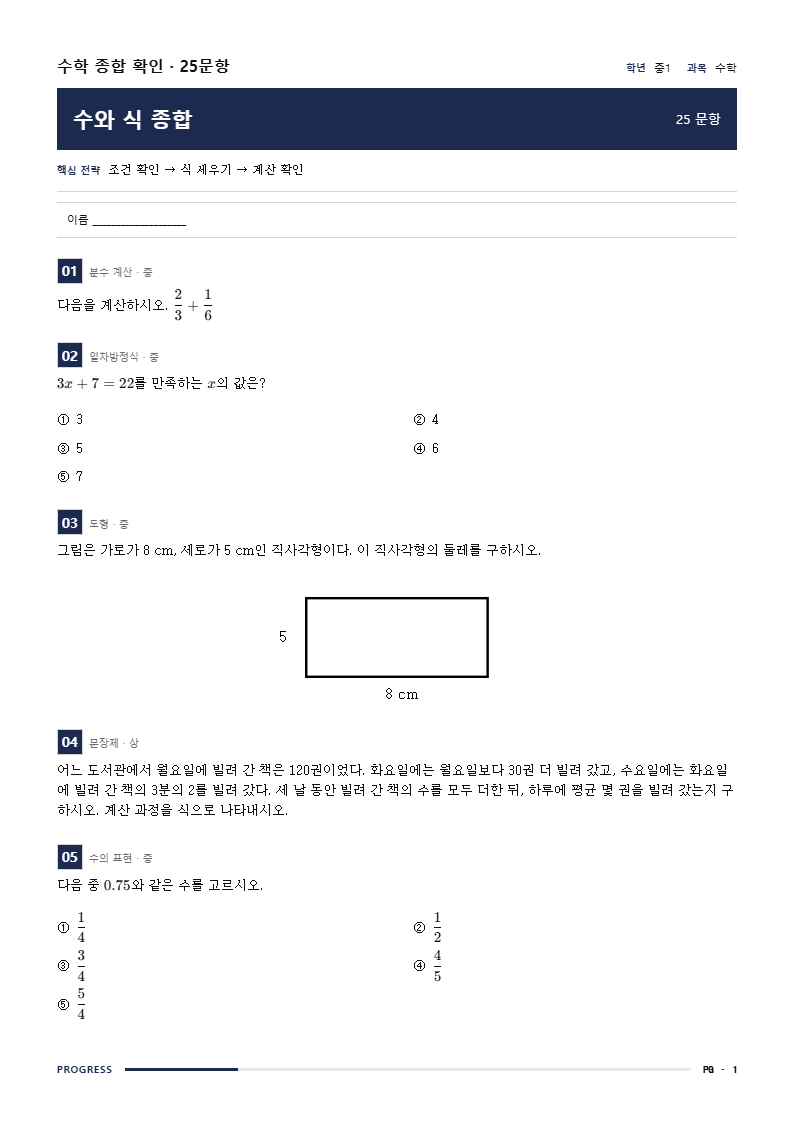 수학 종합 확인 · 25문항
학년 중1 과목 수학
수와 식 종합
25 문항
핵심 전략 조건 확인 → 식 세우기 → 계산 확인
이름 ___________________
01 분수 계산 · 중
다음을 계산하시오. 2/3 + 1/6
02 일차방정식 · 중
3x + 7 = 22를 만족하는 x의 값은?
① 3
② 4
③ 5
④ 6
⑤ 7
03 도형 · 중
그림은 가로가 8 cm, 세로가 5 cm인 직사각형이다. 이 직사각형의 둘레를 구하시오.
5
8 cm
04 문장제 · 상
어느 도서관에서 월요일에 빌려 간 책은 120권이었다. 화요일에는 월요일보다 30권 더 빌려 갔고, 수요일에는 화요일
에 빌려 간 책의 3분의 2를 빌려 갔다. 세 날 동안 빌려 간 책의 수를 모두 더한 뒤, 하루에 평균 몇 권을 빌려 갔는지 구
하시오. 계산 과정을 식으로 나타내시오.
05 수의 표현 · 중
다음 중 0.75와 같은 수를 고르시오.
① 1/4
② 1/2
③ 3/4
④ 4/5
⑤ 5/4
PROGRESS
· 1